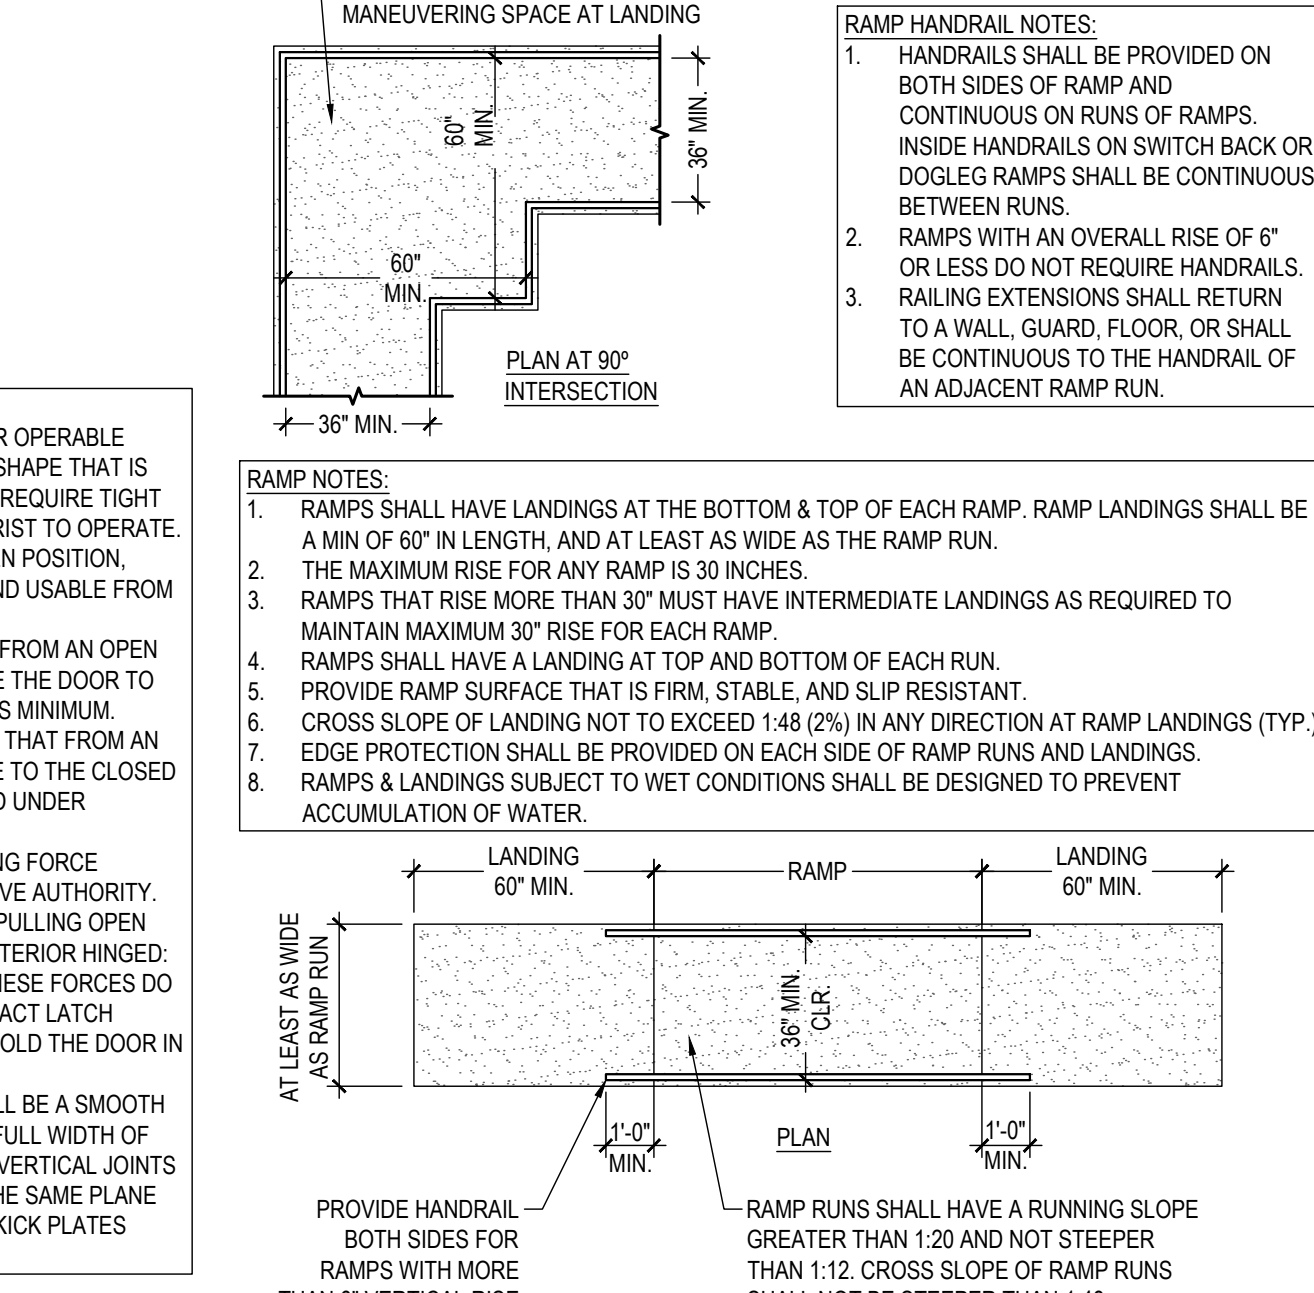 MANEUVERING SPACE AT LANDING
60"
MIN.
36" MIN.
60"
MIN.
PLAN AT 90º
INTERSECTION
36" MIN.
RAMP HANDRAIL NOTES:
1. HANDRAILS SHALL BE PROVIDED ON
BOTH SIDES OF RAMP AND
CONTINUOUS ON RUNS OF RAMPS.
INSIDE HANDRAILS ON SWITCH BACK OR
DOGLEG RAMPS SHALL BE CONTINUOUS
BETWEEN RUNS.
2. RAMPS WITH AN OVERALL RISE OF 6"
OR LESS DO NOT REQUIRE HANDRAILS.
3. RAILING EXTENSIONS SHALL RETURN
TO A WALL, GUARD, FLOOR, OR SHALL
BE CONTINUOUS TO THE HANDRAIL OF
AN ADJACENT RAMP RUN.
R OPERABLE
SHAPE THAT IS
REQUIRE TIGHT
RIST TO OPERATE.
EN POSITION,
ND USABLE FROM
FROM AN OPEN
E THE DOOR TO
S MINIMUM.
THAT FROM AN
E TO THE CLOSED
D UNDER
NG FORCE
VE AUTHORITY.
PULLING OPEN
TERIOR HINGED:
HESE FORCES DO
ACT LATCH
OLD THE DOOR IN
LL BE A SMOOTH
FULL WIDTH OF
VERTICAL JOINTS
HE SAME PLANE
KICK PLATES
RAMP NOTES:
1. RAMPS SHALL HAVE LANDINGS AT THE BOTTOM & TOP OF EACH RAMP. RAMP LANDINGS SHALL BE
A MIN OF 60" IN LENGTH, AND AT LEAST AS WIDE AS THE RAMP RUN.
2. THE MAXIMUM RISE FOR ANY RAMP IS 30 INCHES.
3. RAMPS THAT RISE MORE THAN 30" MUST HAVE INTERMEDIATE LANDINGS AS REQUIRED TO
MAINTAIN MAXIMUM 30" RISE FOR EACH RAMP.
4. RAMPS SHALL HAVE A LANDING AT TOP AND BOTTOM OF EACH RUN.
5. PROVIDE RAMP SURFACE THAT IS FIRM, STABLE, AND SLIP RESISTANT.
6. CROSS SLOPE OF LANDING NOT TO EXCEED 1:48 (2%) IN ANY DIRECTION AT RAMP LANDINGS (TYP.)
7. EDGE PROTECTION SHALL BE PROVIDED ON EACH SIDE OF RAMP RUNS AND LANDINGS.
8. RAMPS & LANDINGS SUBJECT TO WET CONDITIONS SHALL BE DESIGNED TO PREVENT
ACCUMULATION OF WATER.
LANDING
60" MIN.
RAMP
LANDING
60" MIN.
AT LEAST AS WIDE
AS RAMP RUN
36" MIN.
CLR.
1'-0"
MIN.
PLAN
1'-0"
MIN.
PROVIDE HANDRAIL
BOTH SIDES FOR
RAMPS WITH MORE
THAN 6" VERTICAL RISE
RAMP RUNS SHALL HAVE A RUNNING SLOPE
GREATER THAN 1:20 AND NOT STEEPER
THAN 1:12. CROSS SLOPE OF RAMP RUNS
SHALL NOT BE STEEPER THAN 1:48